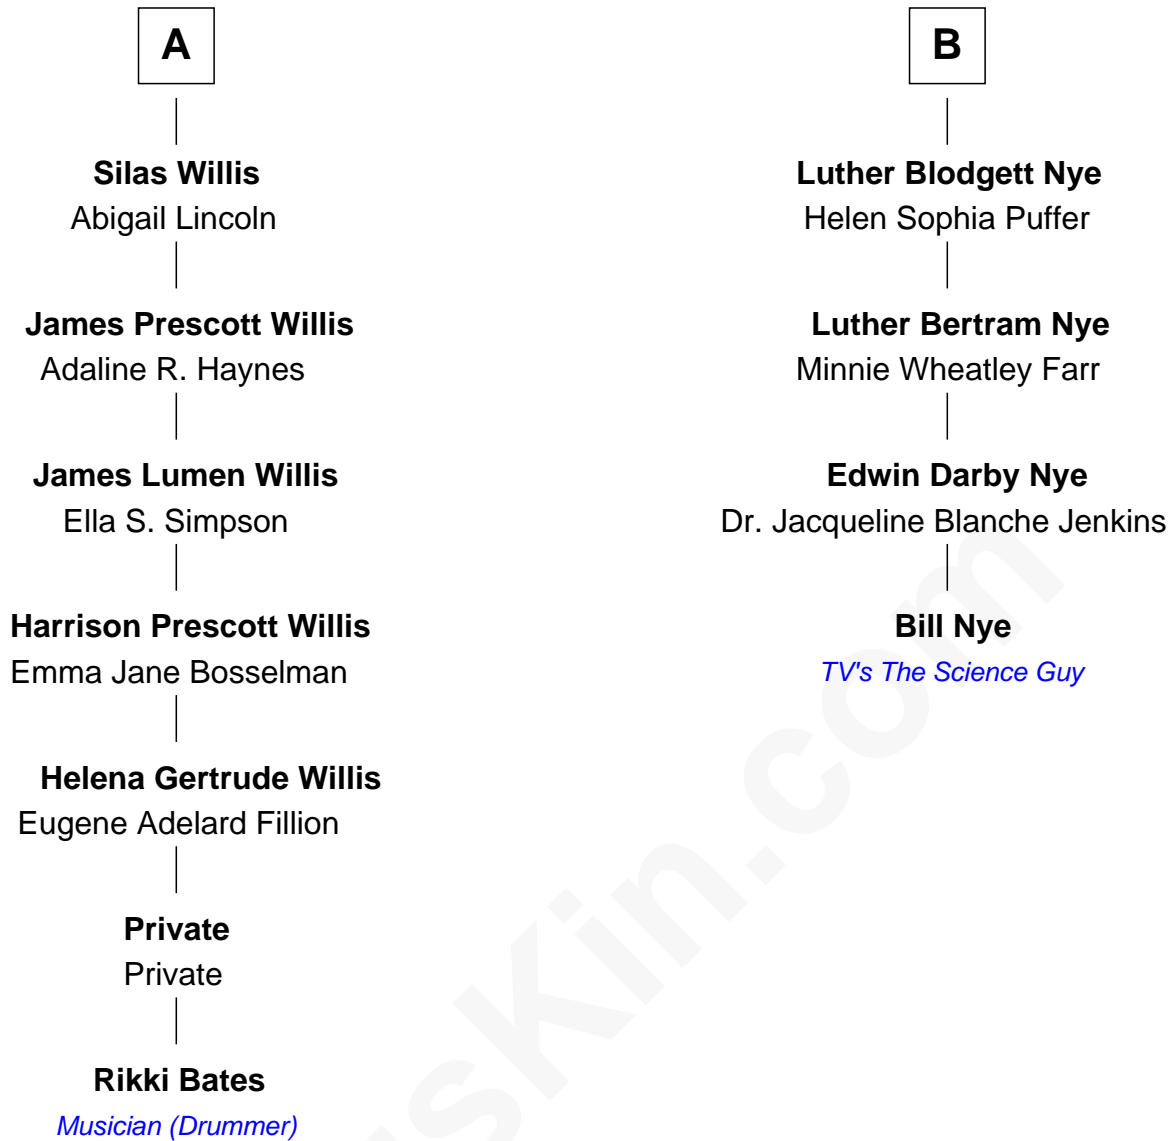 A
Silas Willis
Abigail Lincoln
James Prescott Willis
Adaline R. Haynes
James Lumen Willis
Ella S. Simpson
Harrison Prescott Willis
Emma Jane Bosselman
Helena Gertrude Willis
Eugene Adelard Fillion
Private
Private
Rikki Bates
Musician (Drummer)
B
Luther Blodgett Nye
Helen Sophia Puffer
Luther Bertram Nye
Minnie Wheatley Farr
Edwin Darby Nye
Dr. Jacqueline Blanche Jenkins
Bill Nye
TV's The Science Guy